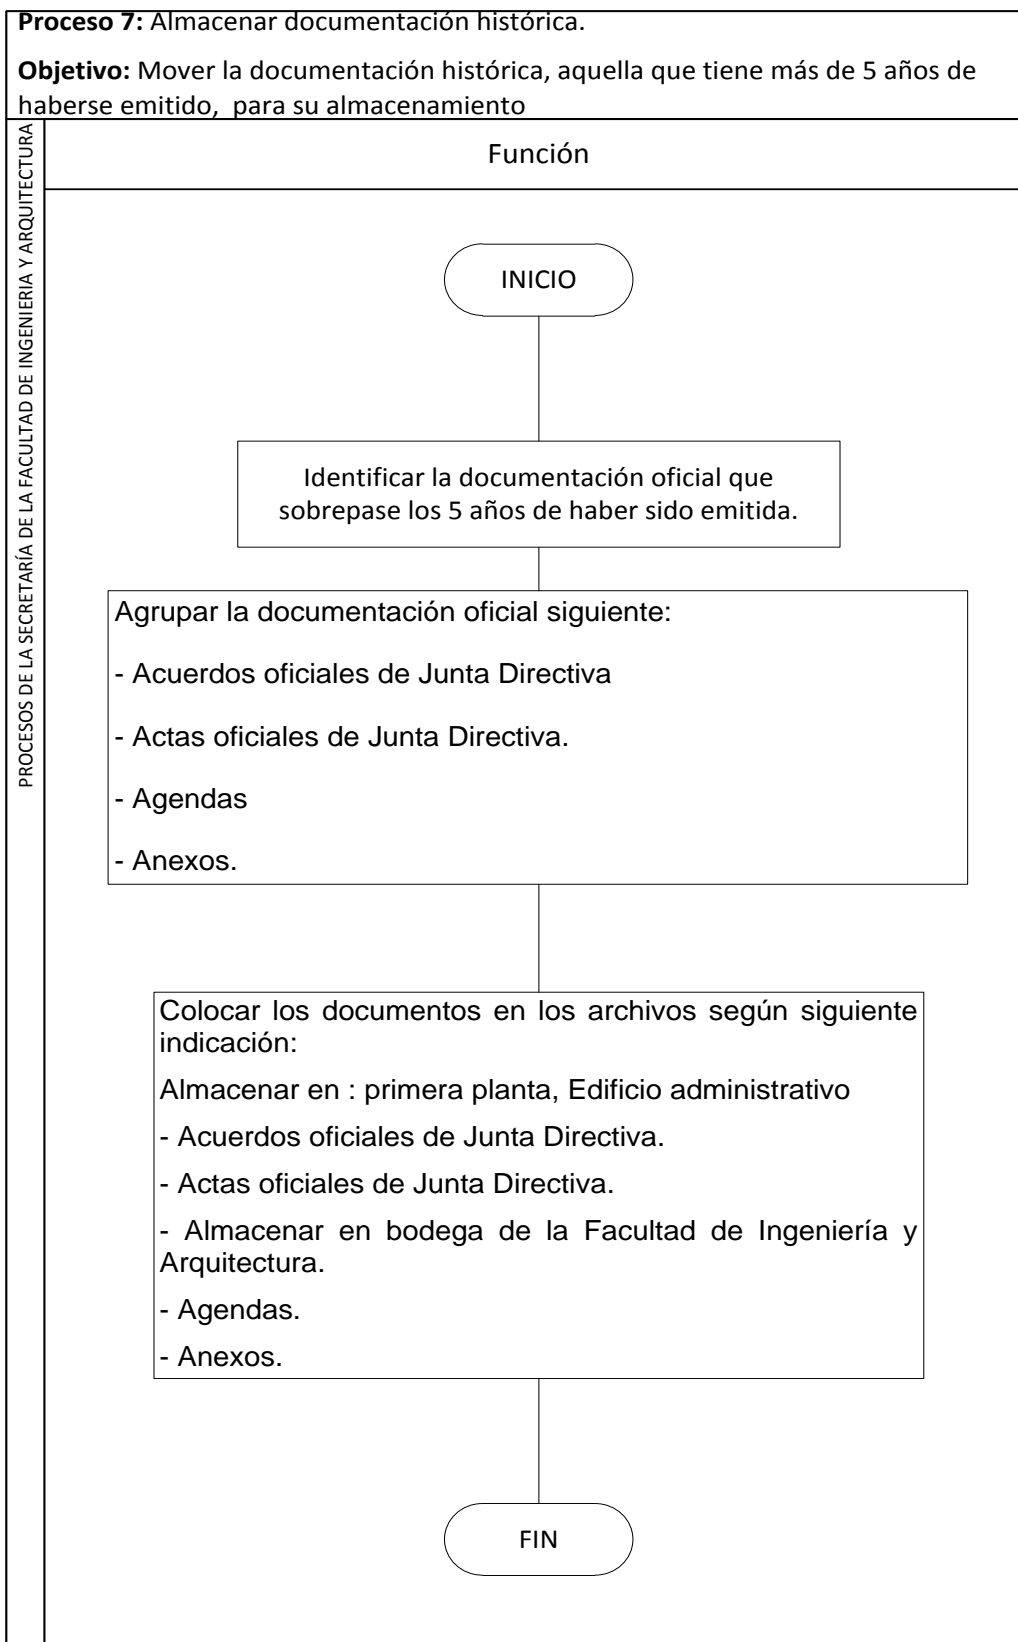 Proceso 7: Almacenar documentación histórica.
Objetivo: Mover la documentación histórica, aquella que tiene más de 5 años de
haberse emitido, para su almacenamiento
PROCESOS DE LA SECRETARÍA DE LA FACULTAD DE INGENIERIA Y ARQUITECTURA
Función
INICIO
Identificar la documentación oficial que
sobrepase los 5 años de haber sido emitida.
Agrupar la documentación oficial siguiente:
- Acuerdos oficiales de Junta Directiva
- Actas oficiales de Junta Directiva.
- Agendas
- Anexos.
Colocar los documentos en los archivos según siguiente
indicación:
Almacenar en : primera planta, Edificio administrativo
- Acuerdos oficiales de Junta Directiva.
- Actas oficiales de Junta Directiva.
- Almacenar en bodega de la Facultad de Ingeniería y
Arquitectura.
- Agendas.
- Anexos.
FIN